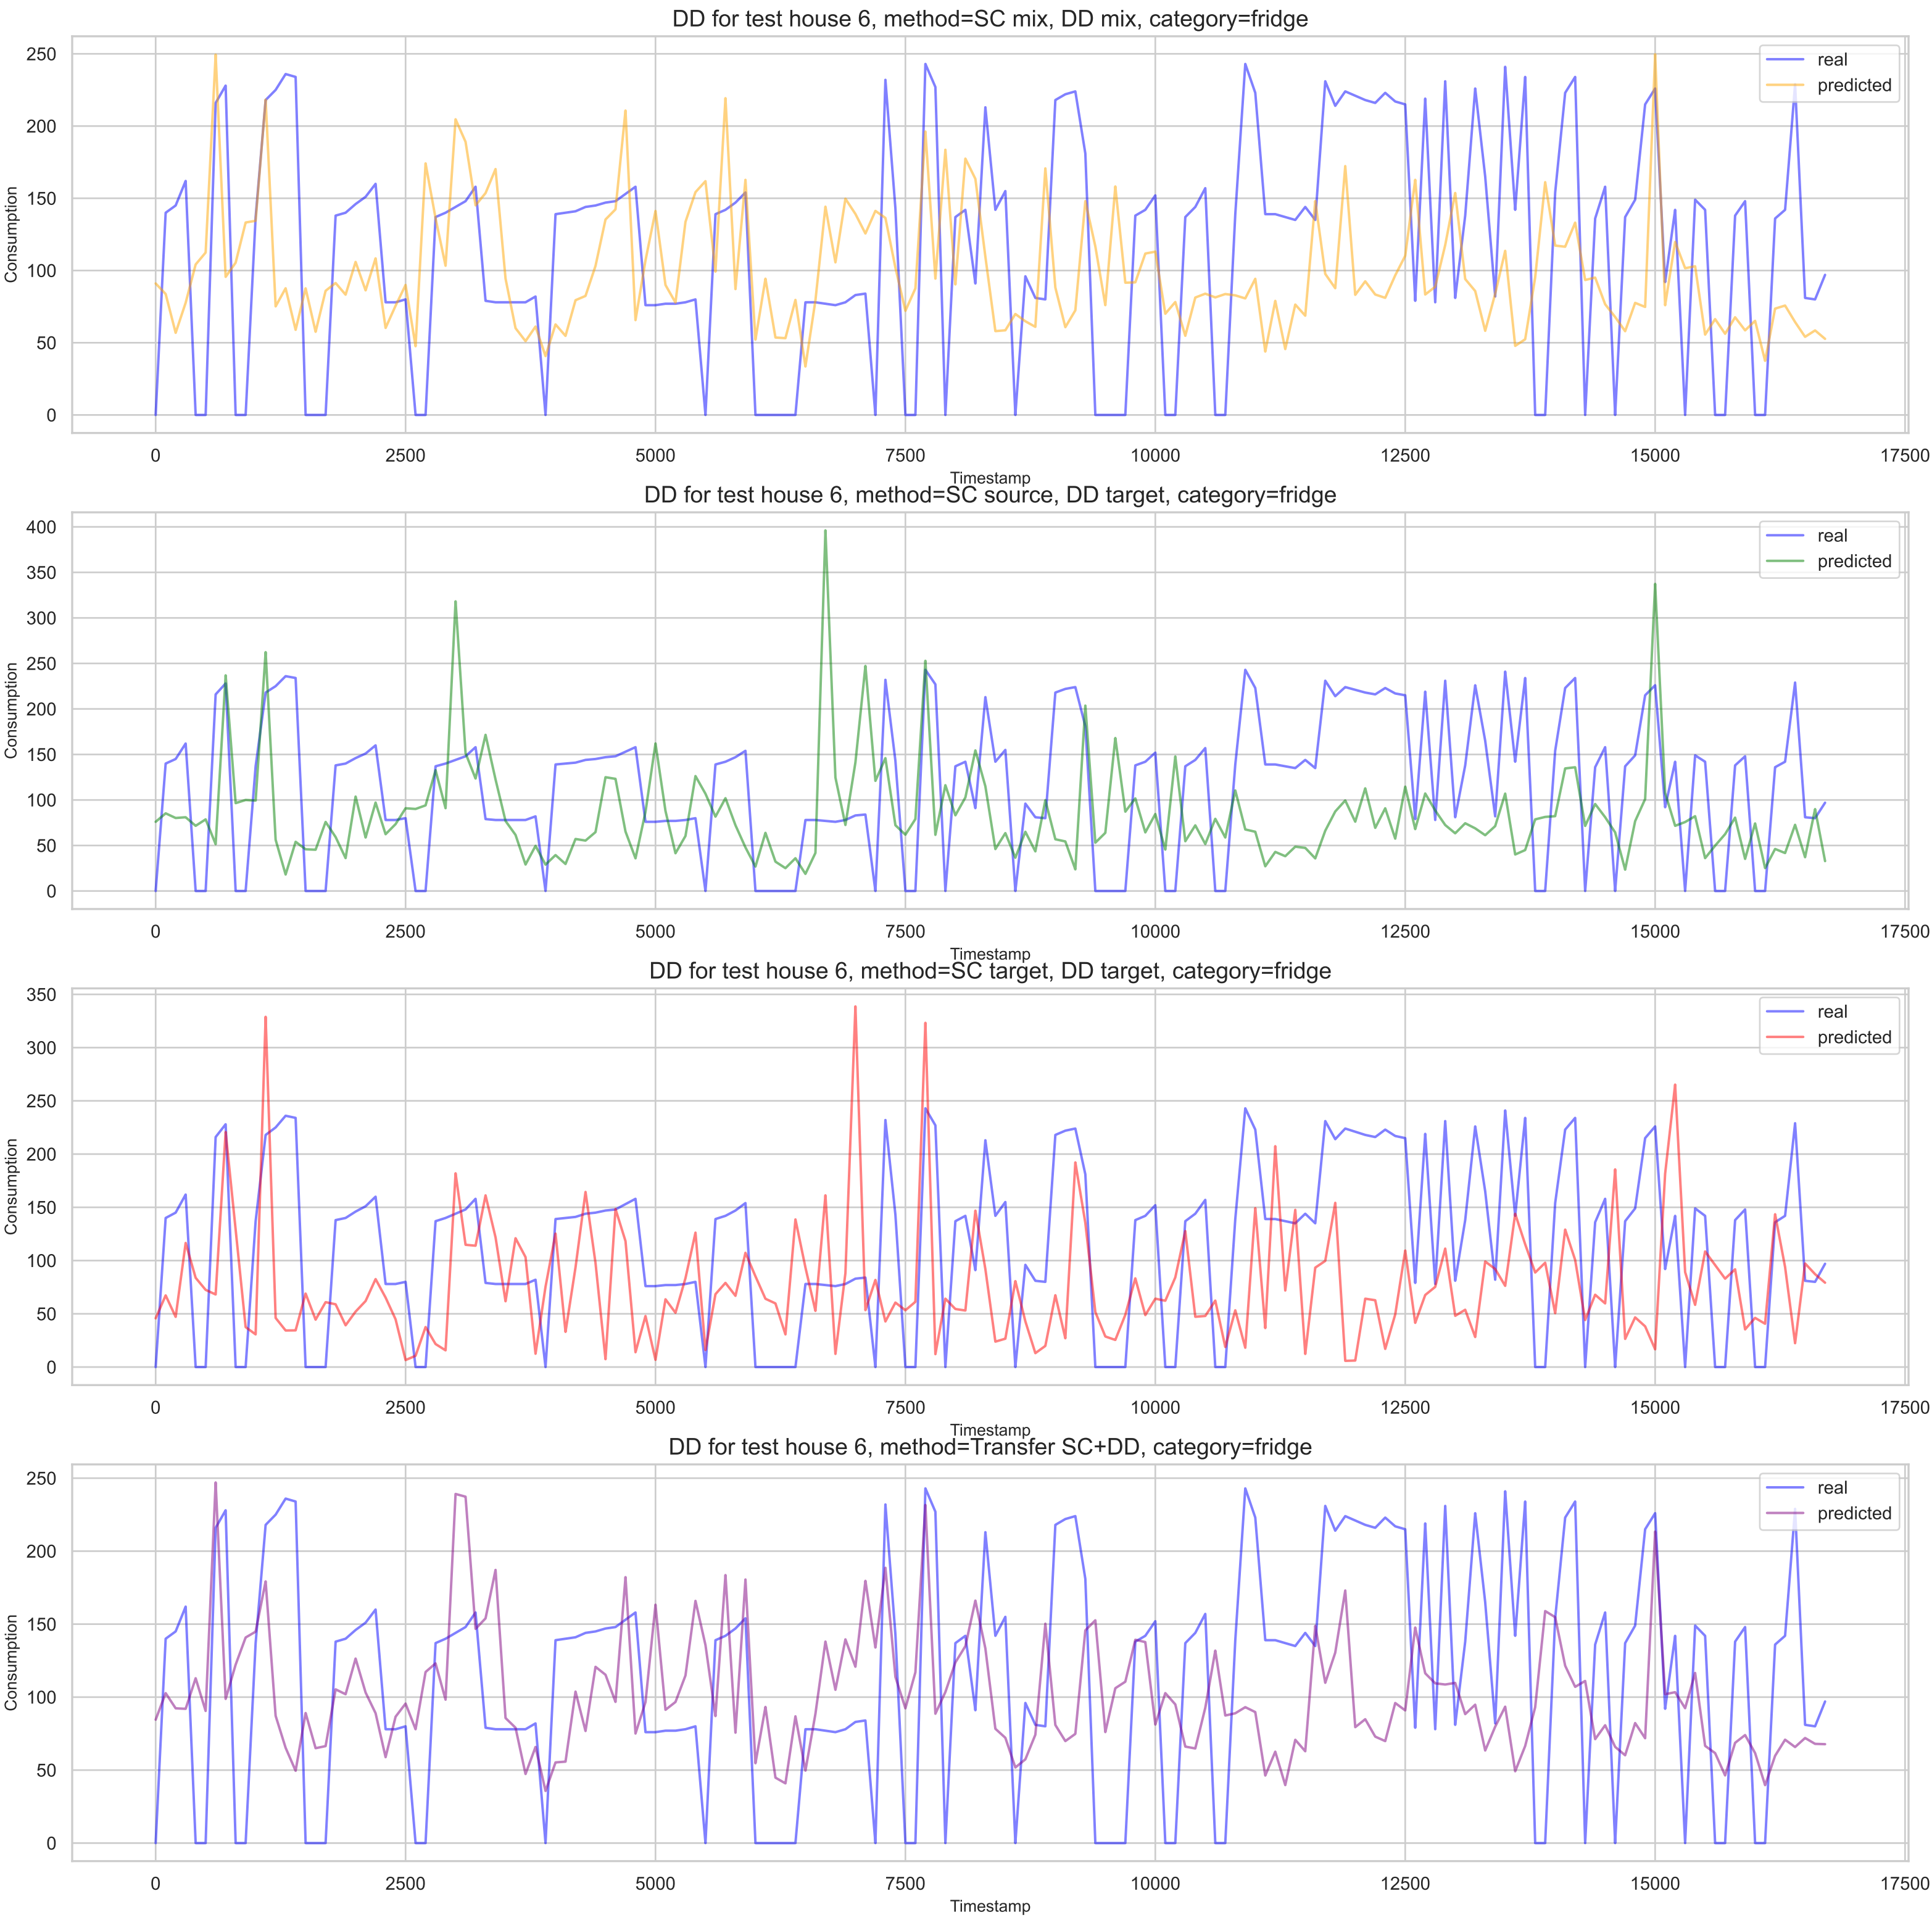 DD for test house 6, method=SC mix, DD mix, category=fridge
250
200
150
100
50
0
Consumption
real
predicted
0 2500 5000 7500 10000 12500 15000 17500
Timestamp
DD for test house 6, method=SC source, DD target, category=fridge
400
350
300
250
200
150
100
50
0
Consumption
real
predicted
0 2500 5000 7500 10000 12500 15000 17500
Timestamp
DD for test house 6, method=SC target, DD target, category=fridge
350
300
250
200
150
100
50
0
Consumption
real
predicted
0 2500 5000 7500 10000 12500 15000 17500
Timestamp
DD for test house 6, method=Transfer SC+DD, category=fridge
250
200
150
100
50
0
Consumption
real
predicted
0 2500 5000 7500 10000 12500 15000 17500
Timestamp